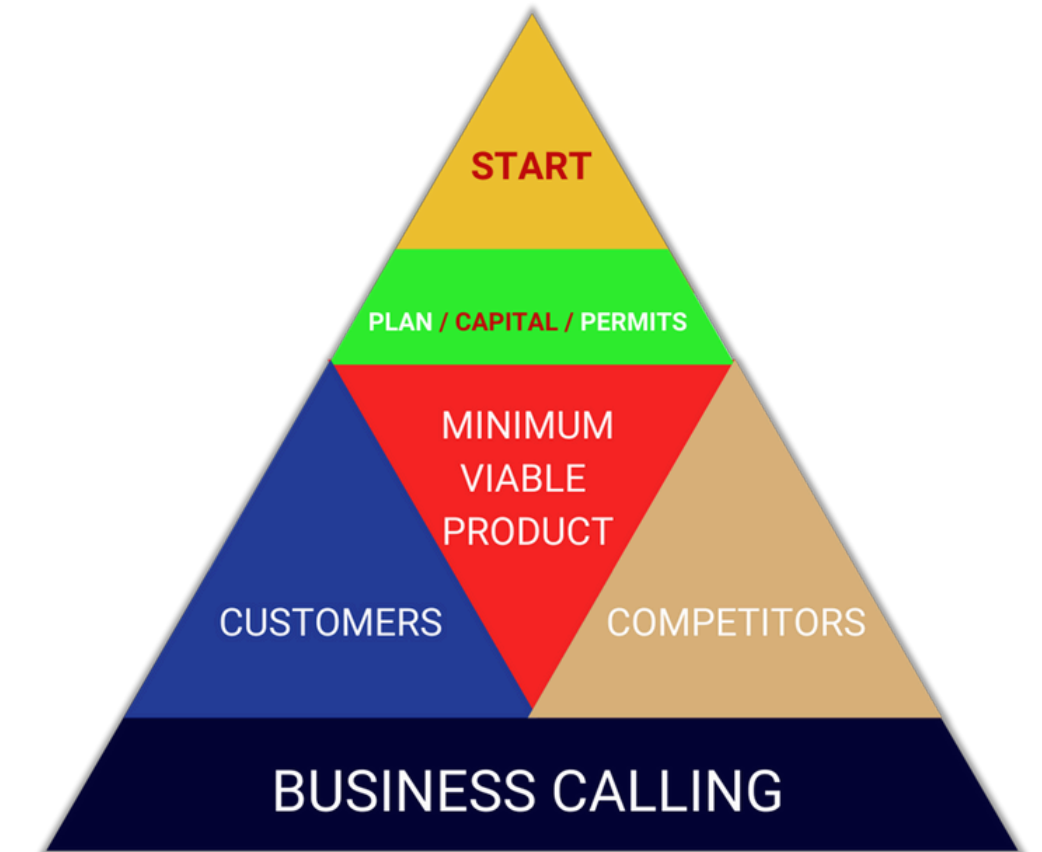 START
PLAN / CAPITAL / PERMITS
MINIMUM
VIABLE
PRODUCT
CUSTOMERS
COMPETITORS
BUSINESS CALLING